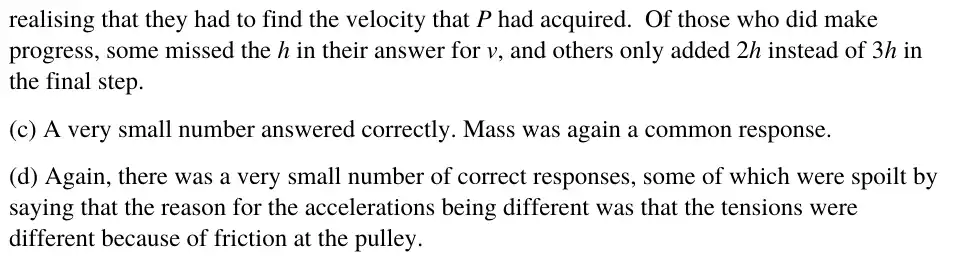 realising that they had to find the velocity that P had acquired.  Of those who did make
progress, some missed the h in their answer for v, and others only added 2h instead of 3h in
the final step.
(c) A very small number answered correctly. Mass was again a common response.
(d) Again, there was a very small number of correct responses, some of which were spoilt by
saying that the reason for the accelerations being different was that the tensions were
different because of friction at the pulley.